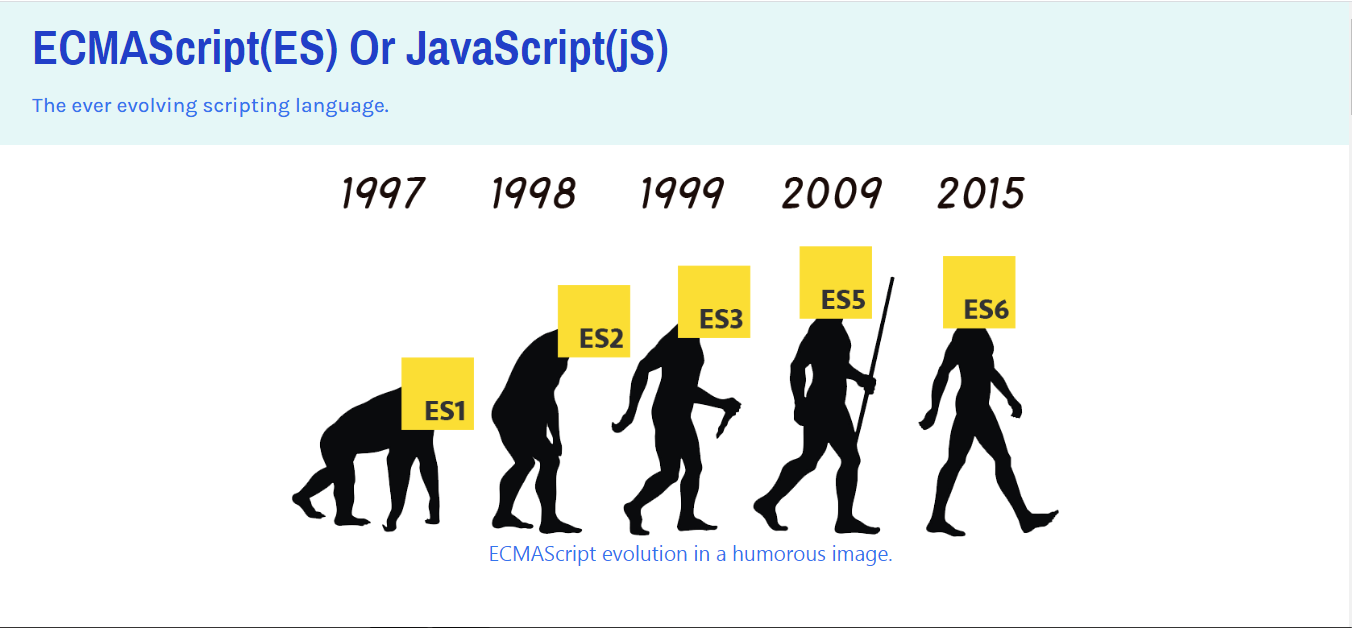 ECMAScript(ES) Or JavaScript(jS)
The ever evolving scripting language.
1997 1998 1999 2009 2015
ES1 ES2 ES3 ES5 ES6
ECMAScript evolution in a humorous image.